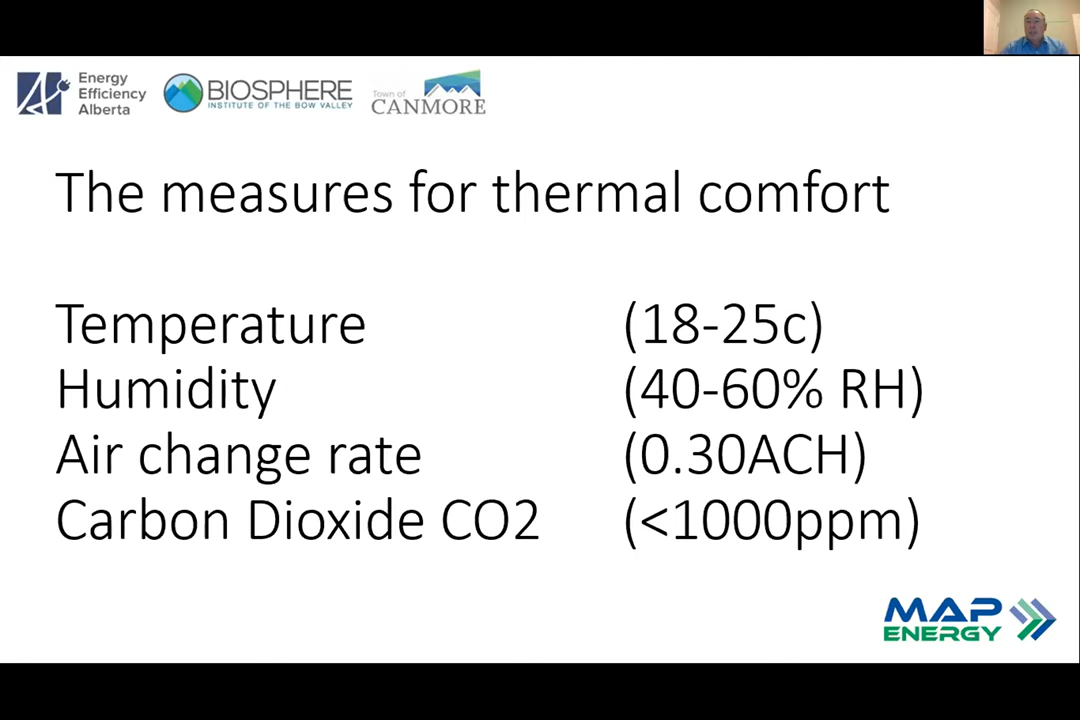 Energy
Efficiency
Alberta
BIOSPHERE
INSTITUTE OF THE BOW VALLEY
Town of
CANMORE
The measures for thermal comfort
Temperature (18-25c)
Humidity (40-60% RH)
Air change rate (0.30ACH)
Carbon Dioxide CO2 (<1000ppm)
MAP
ENERGY